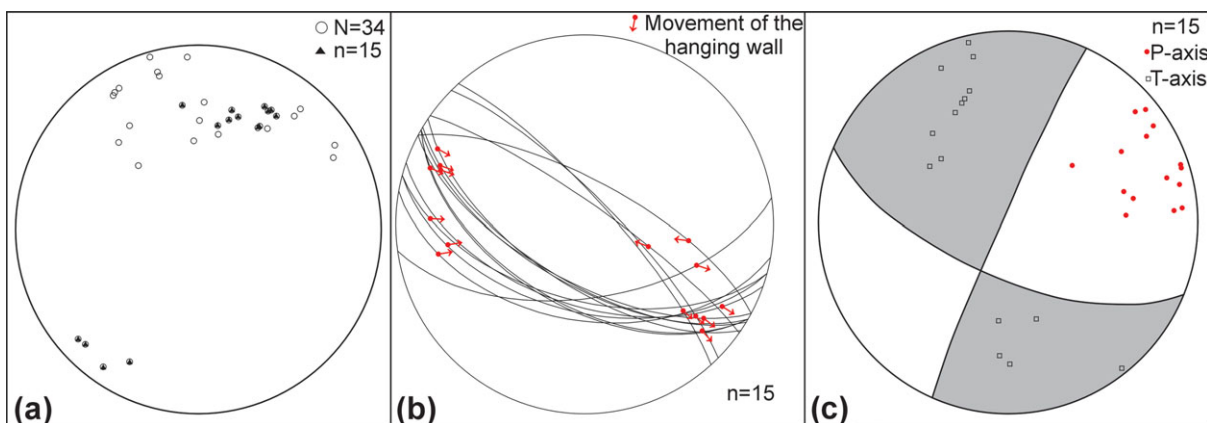 N=34
n=15
(a)
Movement of the
hanging wall
n=15
(b)
n=15
P-axis
T-axis
(c)